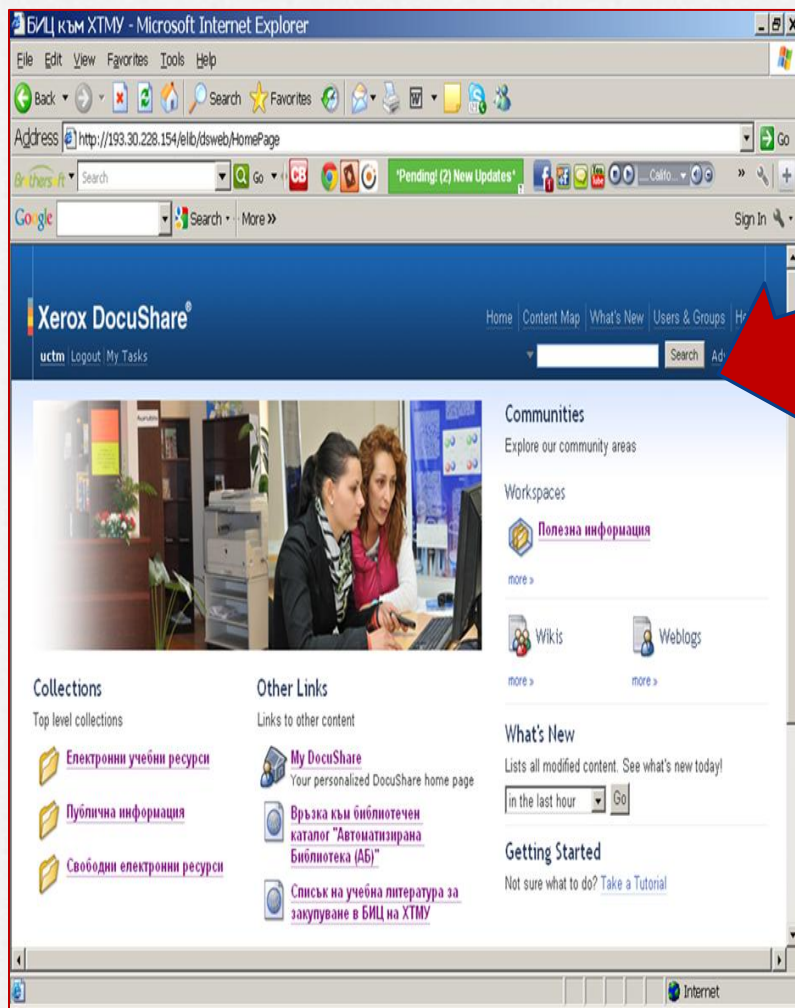 БИЦ към ХТМУ - Microsoft Internet Explorer
File Edit View Favorites Tools Help
Back Search Favorites
Address http://193.30.228.154/elib/dsweb/HomePage Go
Brothersoft Search Go CB *Pending! (2) New Updates* Califo...
Google Search More » Sign In
Xerox DocuShare®
Home Content Map What's New Users & Groups
uctm Logout My Tasks
Search
Communities
Explore our community areas
Workspaces
Полезна информация
more »
Wikis Weblogs
more » more »
Collections
Top level collections
Електронни учебни ресурси
Публична информация
Свободни електронни ресурси
Other Links
Links to other content
My DocuShare
Your personalized DocuShare home page
Връзка към библиотечен
каталог "Автоматизирана
Библиотека (АБ)"
Списък на учебна литература за
закупуване в БИЦ на ХТМУ
What's New
Lists all modified content. See what's new today!
in the last hour Go
Getting Started
Not sure what to do? Take a Tutorial
Internet